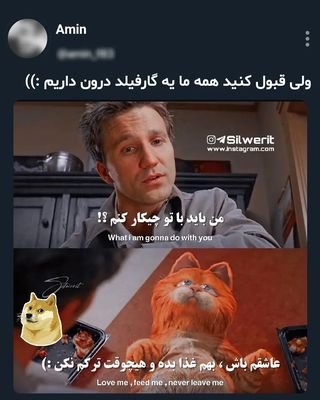 Amin
ولی قبول کنید همه ما یه گارفیلد درون داریم :))
Silwerit
www.instagram.com
من باید با تو چیکار کنم ؟!
What i am gonna do with you
Silwerit
عاشقم باش ، بهم غذا بده و هیچوقت ترکم نکن :)
Love me , feed me , never leave me